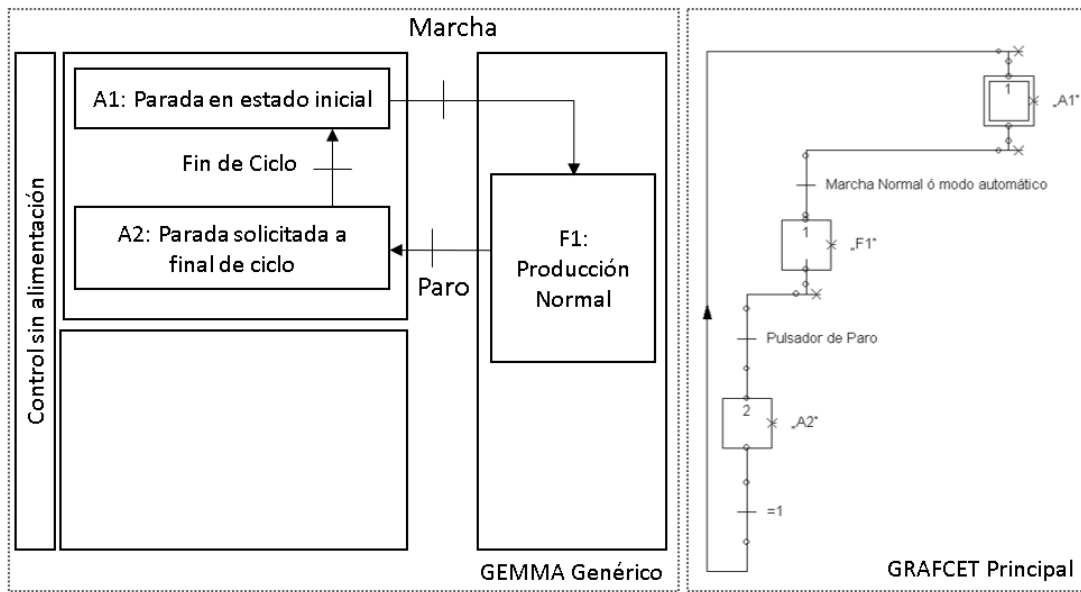 Marcha
A1: Parada en estado inicial
Fin de Ciclo
A2: Parada solicitada a
final de ciclo
Paro
F1:
Producción
Normal
Control sin alimentación
GEMMA Genérico
1
„A1"
Marcha Normal ó modo automático
1
„F1"
Pulsador de Paro
2
„A2"
=1
GRAFCET Principal